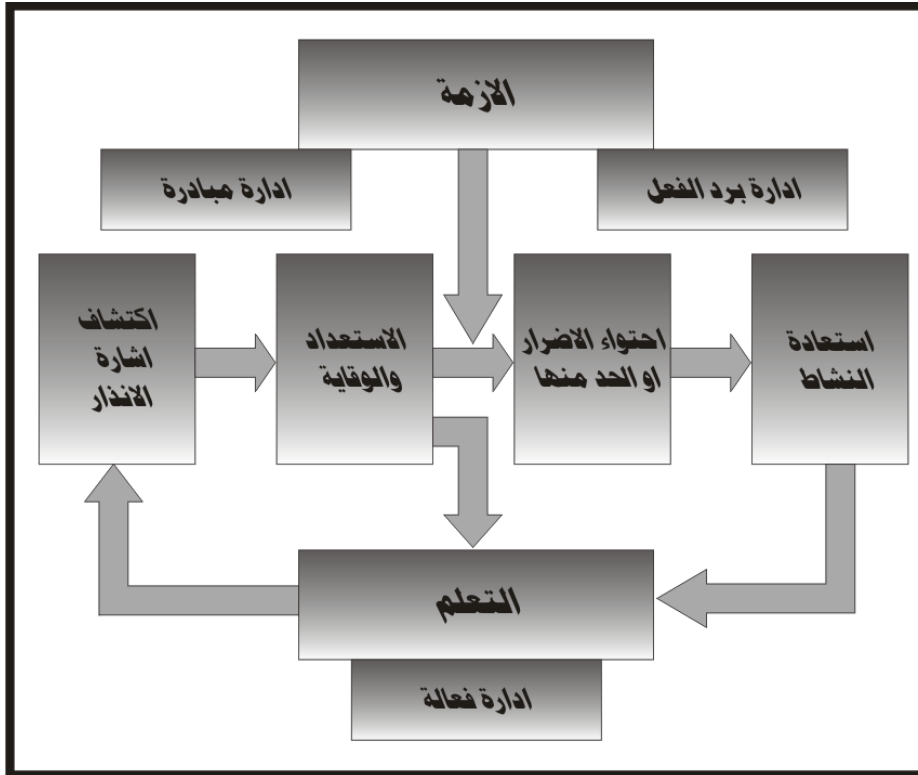 الازمة
ادارة برد الفعل
ادارة مبادرة
اكتشاف
اشارة
الانذار
الاستعداد
والوقاية
احتواء الاضرار
او الحد منها
استعادة
النشاط
التعلم
ادارة فعالة